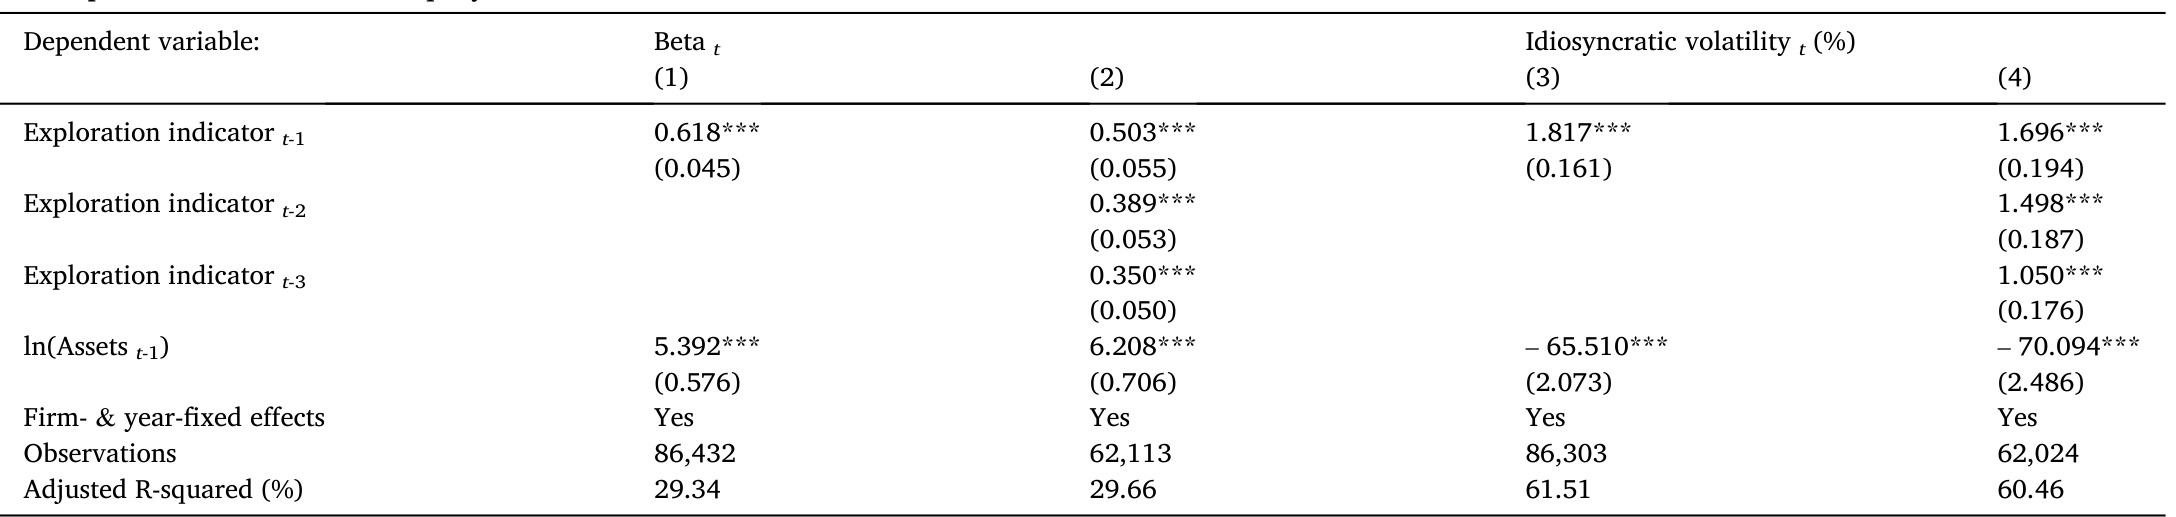 Dependent variable: Beta t Idiosyncratic volatility t (%)
(1) (2) (3) (4)
Exploration indicator t-1 0.618*** 0.503*** 1.817*** 1.696***
(0.045) (0.055) (0.161) (0.194)
Exploration indicator t-2 0.389*** 1.498***
(0.053) (0.187)
Exploration indicator t-3 0.350*** 1.050***
(0.050) (0.176)
ln(Assets t-1) 5.392*** 6.208*** – 65.510*** – 70.094***
(0.576) (0.706) (2.073) (2.486)
Firm- & year-fixed effects Yes Yes Yes Yes
Observations 86,432 62,113 86,303 62,024
Adjusted R-squared (%) 29.34 29.66 61.51 60.46